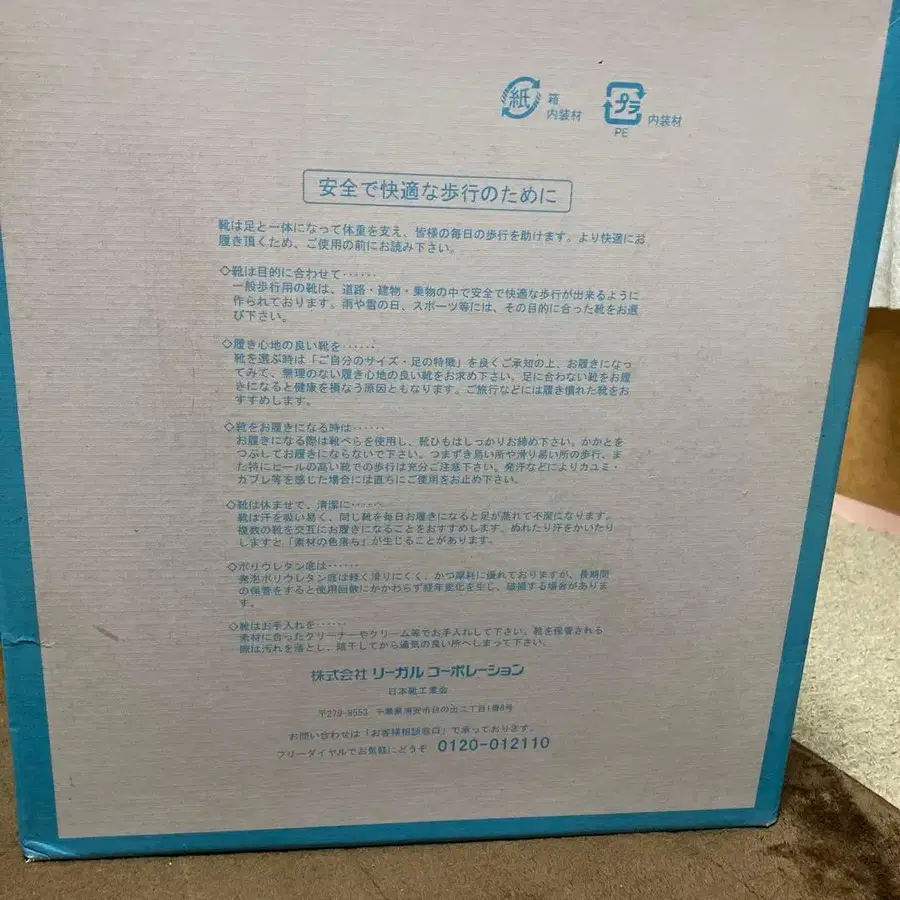 紙 箱 内装材
プラ PE 内装材
安全で快適な歩行のために
靴は足と一体になって体重を支え、皆様の毎日の歩行を助けます。より快適にお
履き頂くため、ご使用の前にお読み下さい。
◇靴は目的に合わせて‥‥‥
一般歩行用の靴は、道路・建物・乗物の中で安全で快適な歩行が出来るように
作られております。雨や雪の日、スポーツ等には、その目的に合った靴をお選
び下さい。
◇履き心地の良い靴を‥‥‥
靴を選ぶ時は「ご自分のサイズ・足の特徴」を良くご承知の上、お履きになっ
てみて、無理のない履き心地の良い靴をお求め下さい。足に合わない靴をお履
きになると健康を損なう原因ともなります。ご旅行などには履き慣れた靴をお
すすめします。
◇靴をお履きになる時は‥‥‥
お履きになる際は靴べらを使用し、靴ひもはしっかりお締め下さい。かかとを
つぶしてお履きにならないで下さい。つまずき易い所や滑り易い所の歩行、ま
た特にヒールの高い靴での歩行は充分ご注意下さい。発汗などによりカユミ・
カブレ等を感じた場合には直ちにご使用をお止め下さい。
◇靴は休ませて、清潔に‥‥‥
靴は汗を吸い易く、同じ靴を毎日お履きになると足が蒸れて不潔になります。
複数の靴を交互にお履きになることをおすすめします。ぬれたり汗をかいたり
しますと「素材の色落ち」が生じることがあります。
◇ポリウレタン底は‥‥‥
発泡ポリウレタン底は軽く滑りにくく、かつ摩耗に優れておりますが、長期間
の保管をすると使用回数にかかわらず経年変化を生じ、破損する場合がありま
す。
◇靴はお手入れを‥‥‥
素材に合ったクリーナーやクリーム等でお手入れして下さい。靴を保管される
際は汚れを落とし、陰干してから通気の良い所へしまって下さい。
株式会社 リーガル コーポレーション
日本靴工業会
〒279-8553 千葉県浦安市日の出二丁目1番8号
お問い合わせは「お客様相談窓口」で承っております。
フリーダイヤルでお気軽にどうぞ 0120-012110